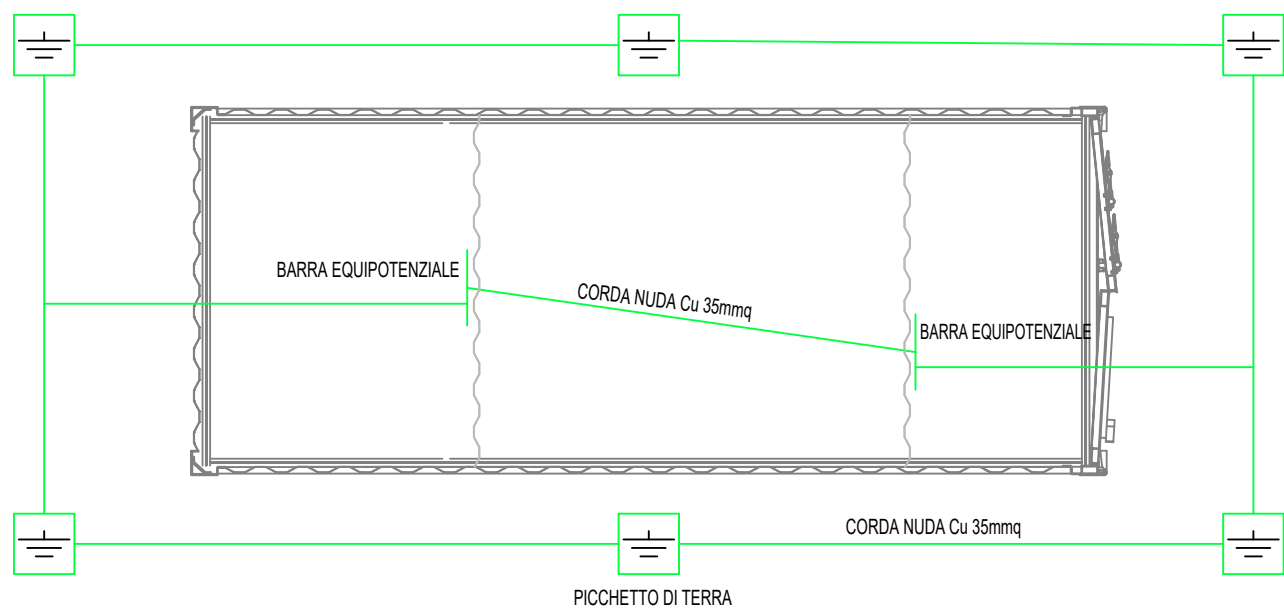 BARRA EQUIPOTENZIALE
CORDA NUDA Cu 35mmq
BARRA EQUIPOTENZIALE
CORDA NUDA Cu 35mmq
PICCHETTO DI TERRA